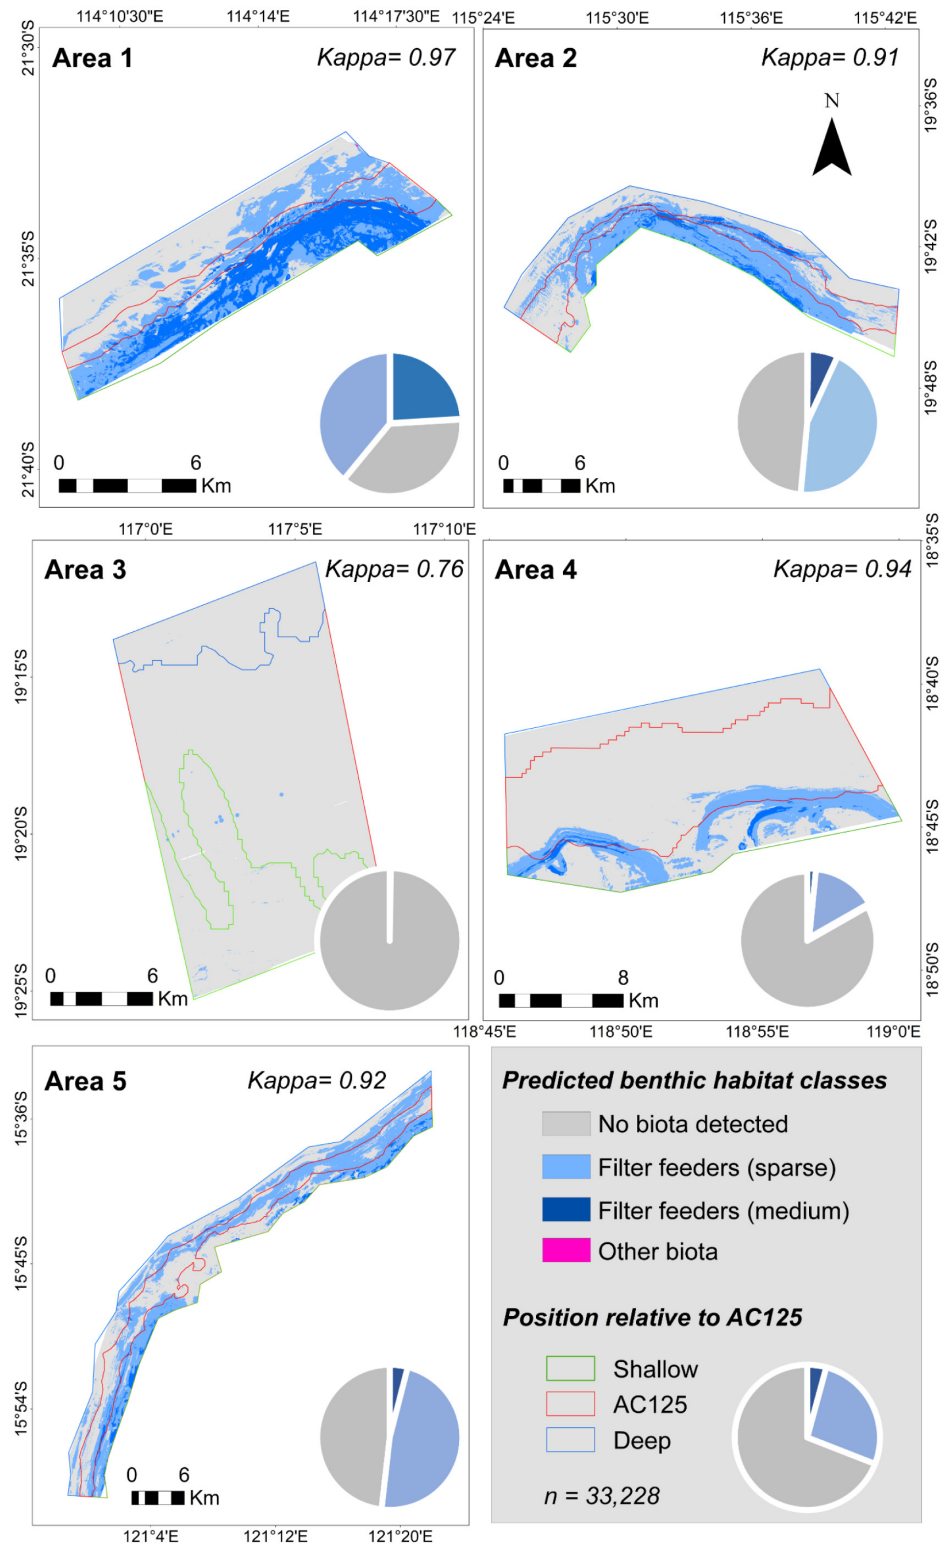 114°10'30"E 114°14'E 114°17'30"E 115°24'E 115°30'E 115°36'E 115°42'E
21°30'S
21°35'S
21°40'S
Area 1
Kappa= 0.97
0 6
Km
Area 2
Kappa= 0.91
N
0 6
Km
19°36'S
19°42'S
19°48'S
117°0'E 117°5'E 117°10'E
19°15'S
19°20'S
19°25'S
Area 3
Kappa= 0.76
0 6
Km
Area 4
Kappa= 0.94
0 8
Km
18°35'S
18°40'S
18°45'S
18°50'S
118°45'E 118°50'E 118°55'E 119°0'E
Area 5
Kappa= 0.92
15°36'S
15°45'S
15°54'S
0 6
Km
121°4'E 121°12'E 121°20'E
Predicted benthic habitat classes
No biota detected
Filter feeders (sparse)
Filter feeders (medium)
Other biota
Position relative to AC125
Shallow
AC125
Deep
n = 33,228